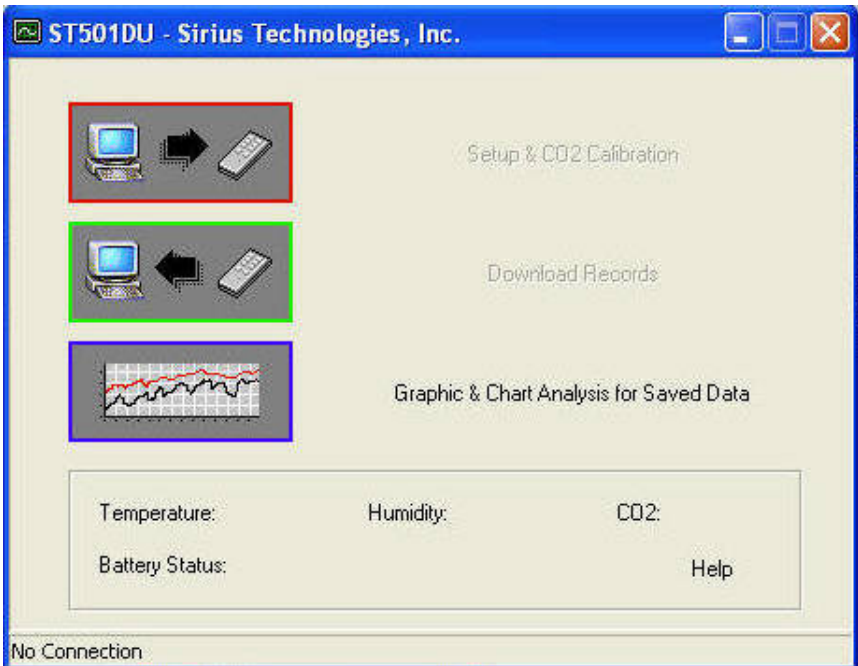 ST501DU - Sirius Technologies, Inc.
Setup & CO2 Calibration
Download Records
Graphic & Chart Analysis for Saved Data
Temperature: Humidity: CO2:
Battery Status: Help
No Connection